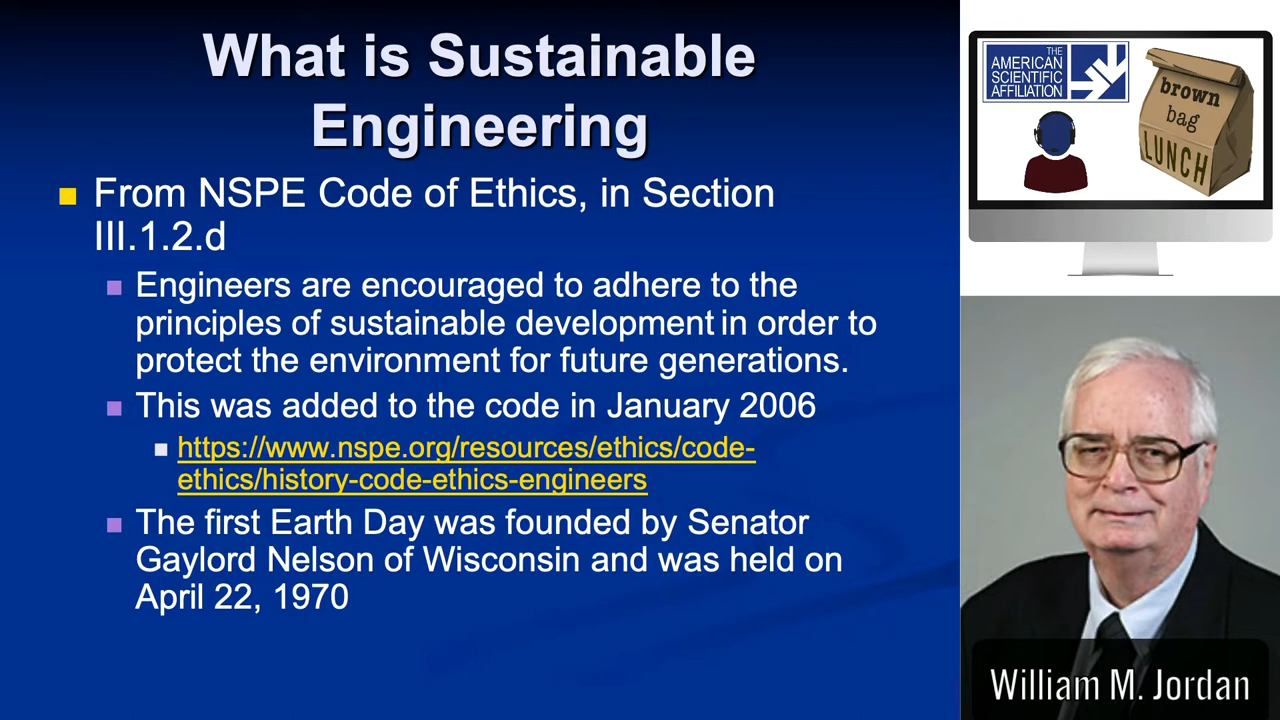 What is Sustainable
Engineering
From NSPE Code of Ethics, in Section
III.1.2.d
Engineers are encouraged to adhere to the
principles of sustainable development in order to
protect the environment for future generations.
This was added to the code in January 2006
https://www.nspe.org/resources/ethics/code-
ethics/history-code-ethics-engineers
The first Earth Day was founded by Senator
Gaylord Nelson of Wisconsin and was held on
April 22, 1970
THE
AMERICAN
SCIENTIFIC
AFFILIATION
brown
bag
LUNCH
William M. Jordan